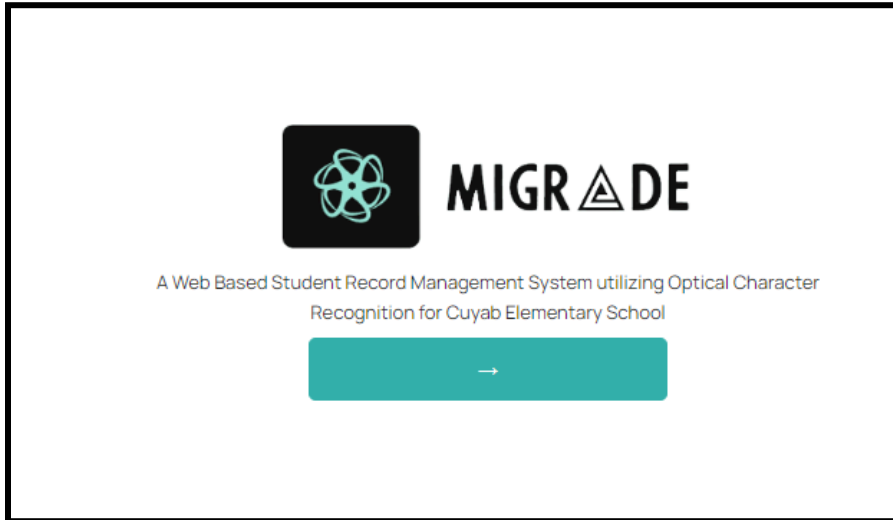 MIGRADE
A Web Based Student Record Management System utilizing Optical Character
Recognition for Cuyab Elementary School
→